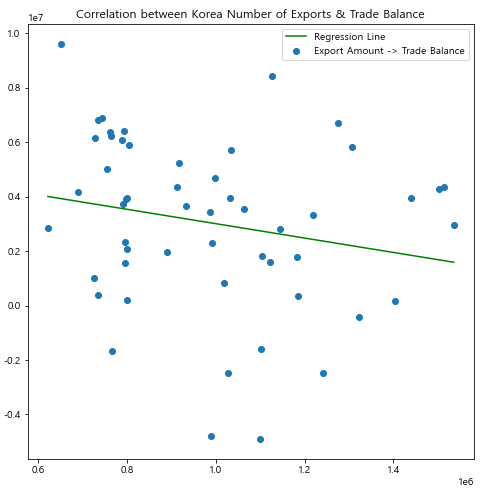 Correlation between Korea Number of Exports & Trade Balance
1e7
Regression Line
Export Amount -> Trade Balance
1.0
0.8
0.6
0.4
0.2
0.0
-0.2
-0.4
0.6
0.8
1.0
1.2
1.4
1e6